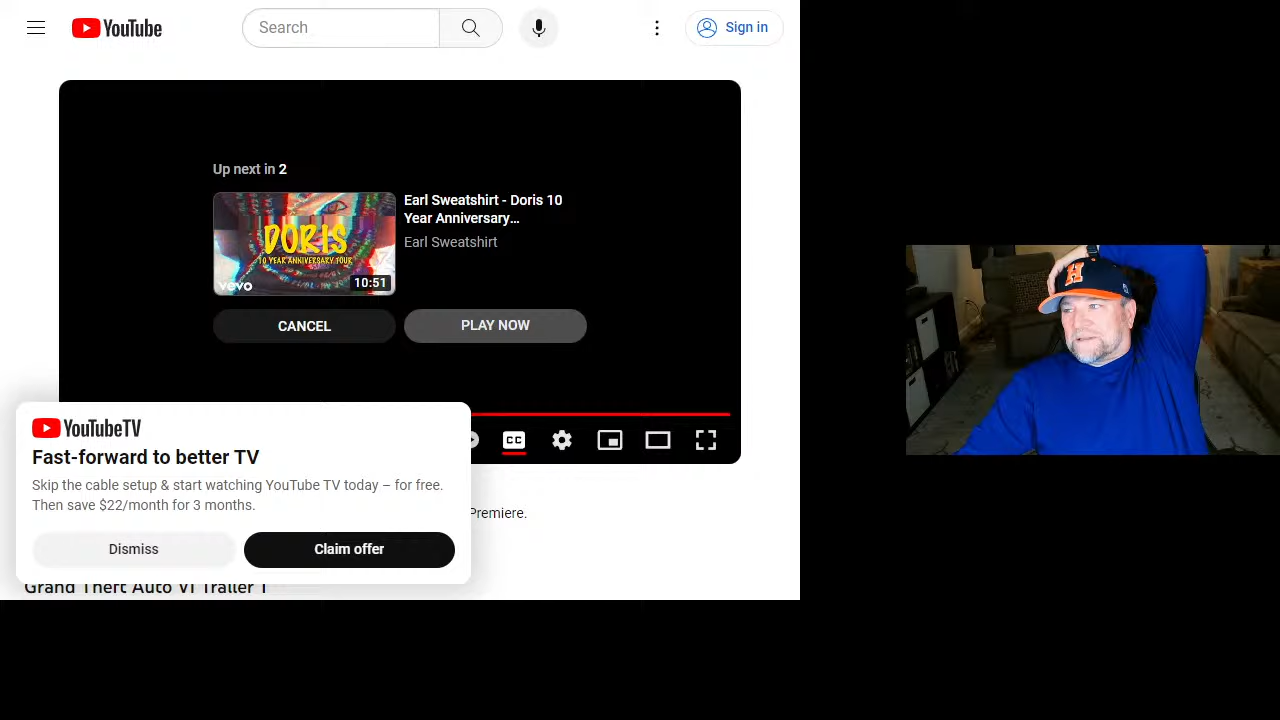 YouTube
Search
Sign in
Up next in 2
DORIS
10 YEAR ANNIVERSARY TOUR
vevo
10:51
Earl Sweatshirt - Doris 10
Year Anniversary...
Earl Sweatshirt
CANCEL
PLAY NOW
CC
YouTubeTV
Fast-forward to better TV
Skip the cable setup & start watching YouTube TV today – for free.
Then save $22/month for 3 months.
Dismiss
Claim offer
Premiere.
Grand Theft Auto VI Trailer 1
H